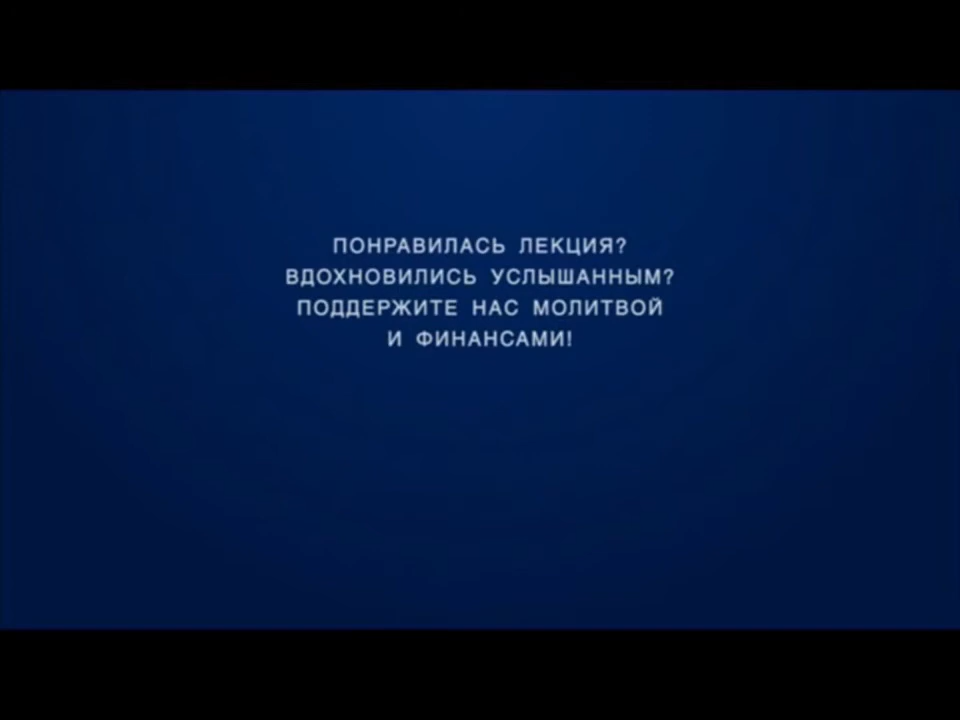 ПОНРАВИЛАСЬ ЛЕКЦИЯ?
ВДОХНОВИЛИСЬ УСЛЫШАННЫМ?
ПОДДЕРЖИТЕ НАС МОЛИТВОЙ
И ФИНАНСАМИ!